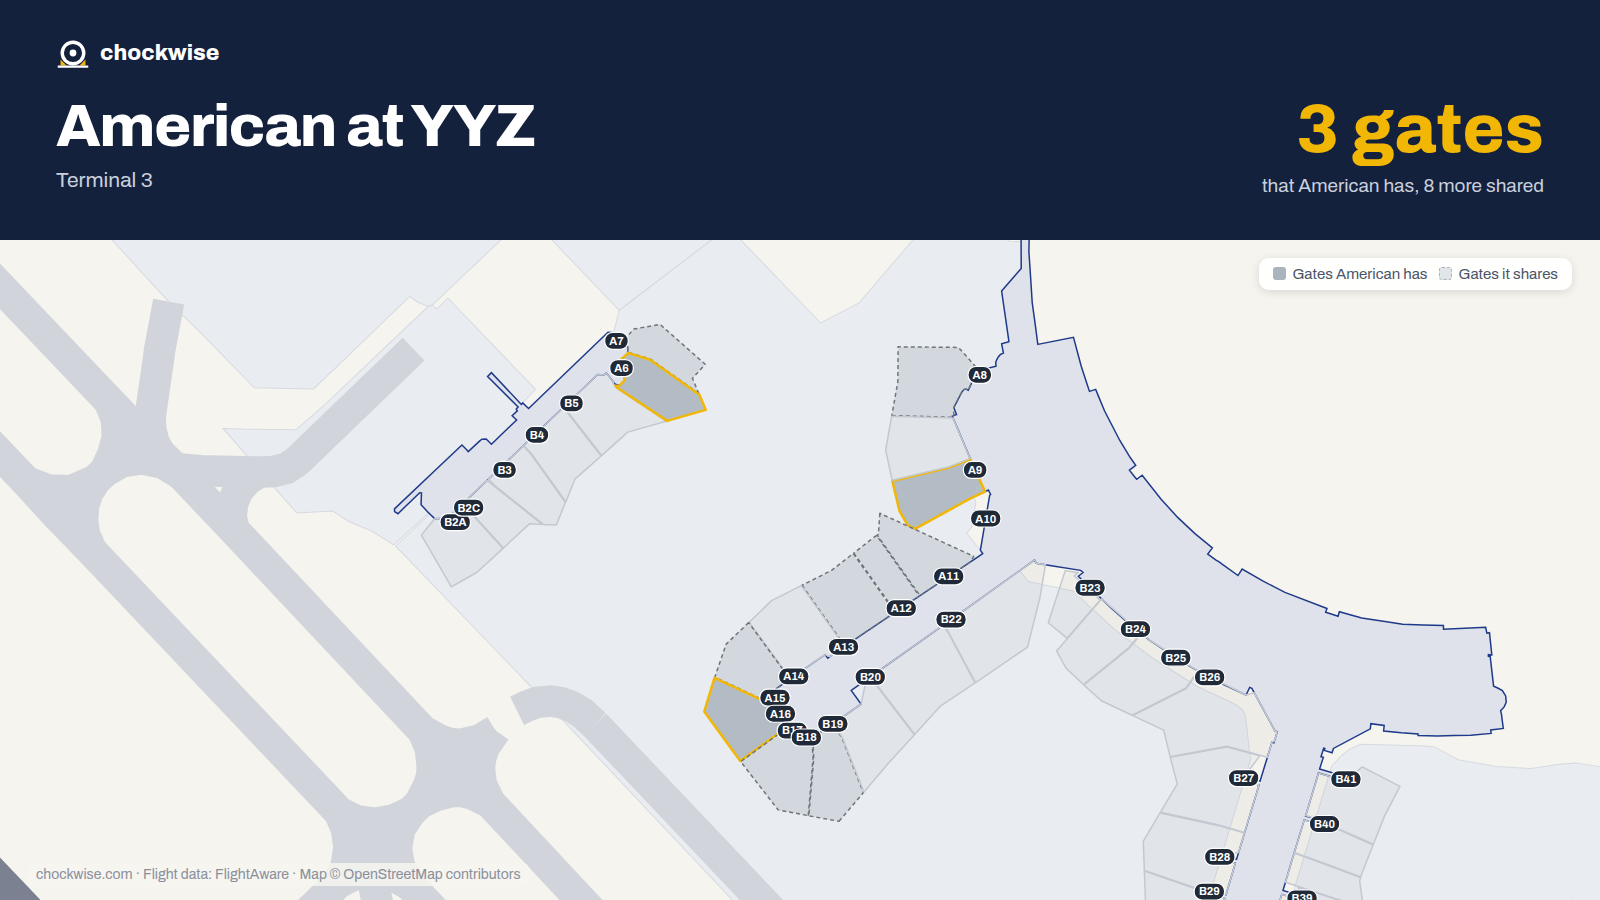 chockwise
American at YYZ
Terminal 3
3 gates
that American has, 8 more shared
Gates American has
Gates it shares
A7
A6
B5
B4
B3
B2C
B2A
A8
A9
A10
A11
A12
A13
A14
A15
A16
B18
B19
B20
B22
B23
B24
B25
B26
B27
B28
B29
B41
B40
B39
chockwise.com · Flight data: FlightAware · Map © OpenStreetMap contributors